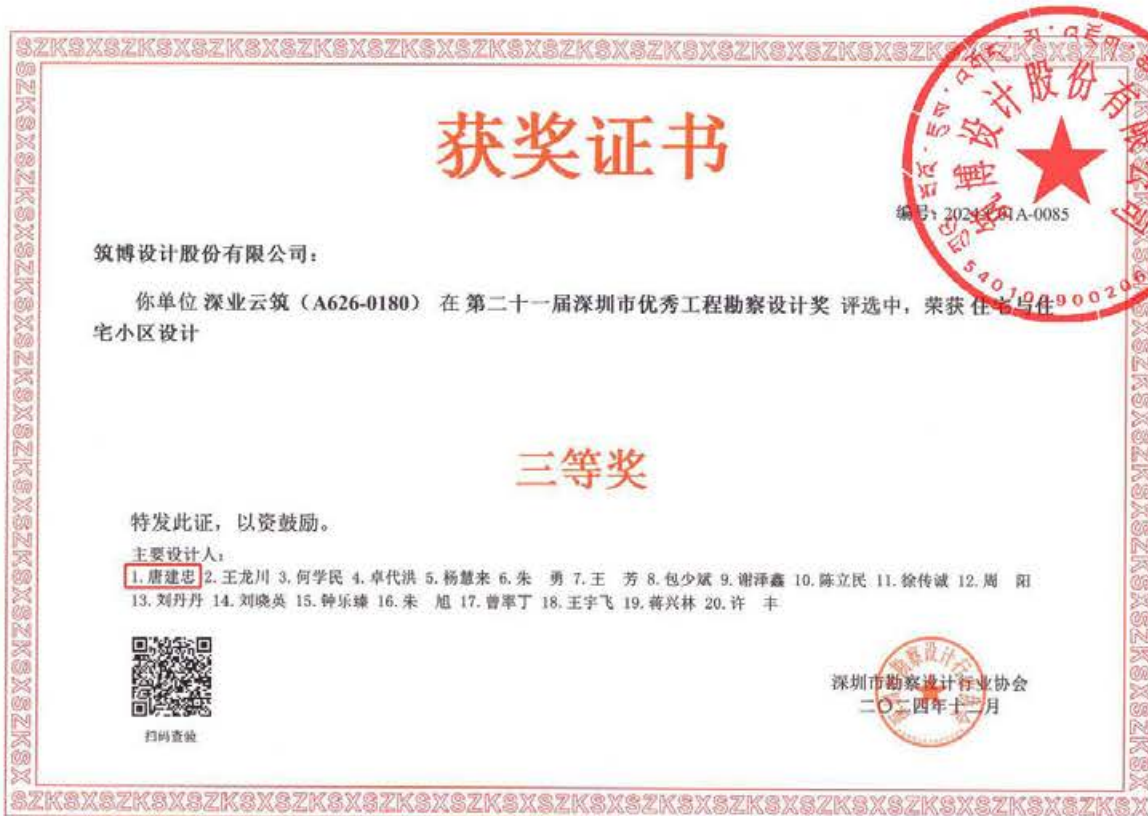 SZKSXSZKSXSZKSXSZKSXSZKSXSZKSXSZKSXSZKSXSZKSXSZKSX
获奖证书
筑博设计股份有限公司
540100900206
编号：2024
01A-0085
筑博设计股份有限公司：
你单位 深业云筑（A626-0180） 在 第二十一届深圳市优秀工程勘察设计奖 评选中，荣获 住宅与住
宅小区设计
三等奖
特发此证，以资鼓励。
主要设计人：
1.唐建忠 2.王龙川 3.何学民 4.卓代洪 5.杨慧来 6.朱　勇 7.王　芳 8.包少斌 9.谢泽鑫 10.陈立民 11.徐传诚 12.周　阳
13.刘丹丹 14.刘晓英 15.钟乐臻 16.朱　旭 17.曾率丁 18.王宇飞 19.蒋兴林 20.许　丰
扫码查验
深圳市勘察设计行业协会
二〇二四年十二月